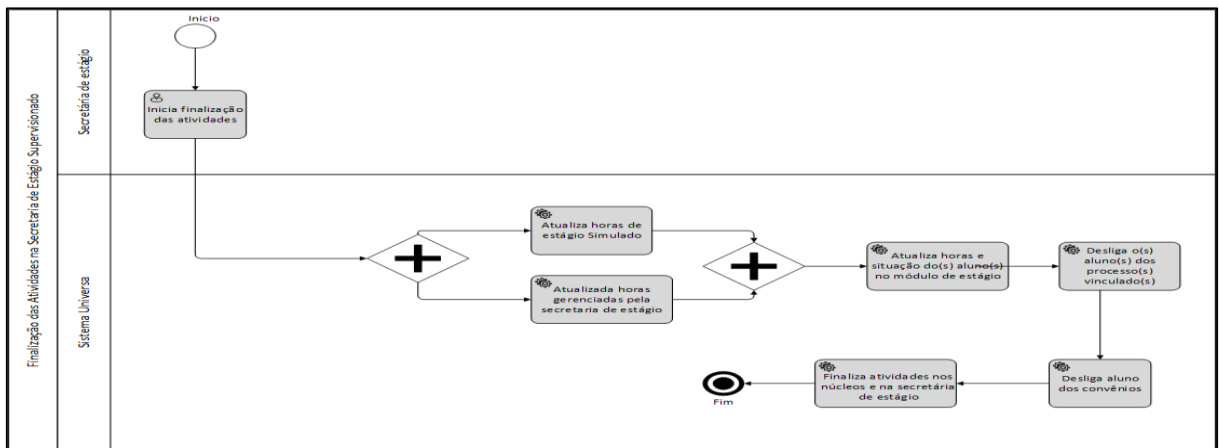 Finalização das Atividades na Secretaria de Estágio Supervisionado
Secretária de estágio
Inicio
Inicia finalização
das atividades
Sistema Universa
Atualiza horas de
estágio Simulado
Atualizada horas
gerenciadas pela
secretaria de estágio
Atualiza horas e
situação do(s) aluno(s)
no módulo de estágio
Desliga o(s)
aluno(s) dos
processo(s)
vinculado(s)
Desliga aluno
dos convênios
Finaliza atividades nos
núcleos e na secretária
de estágio
Fim